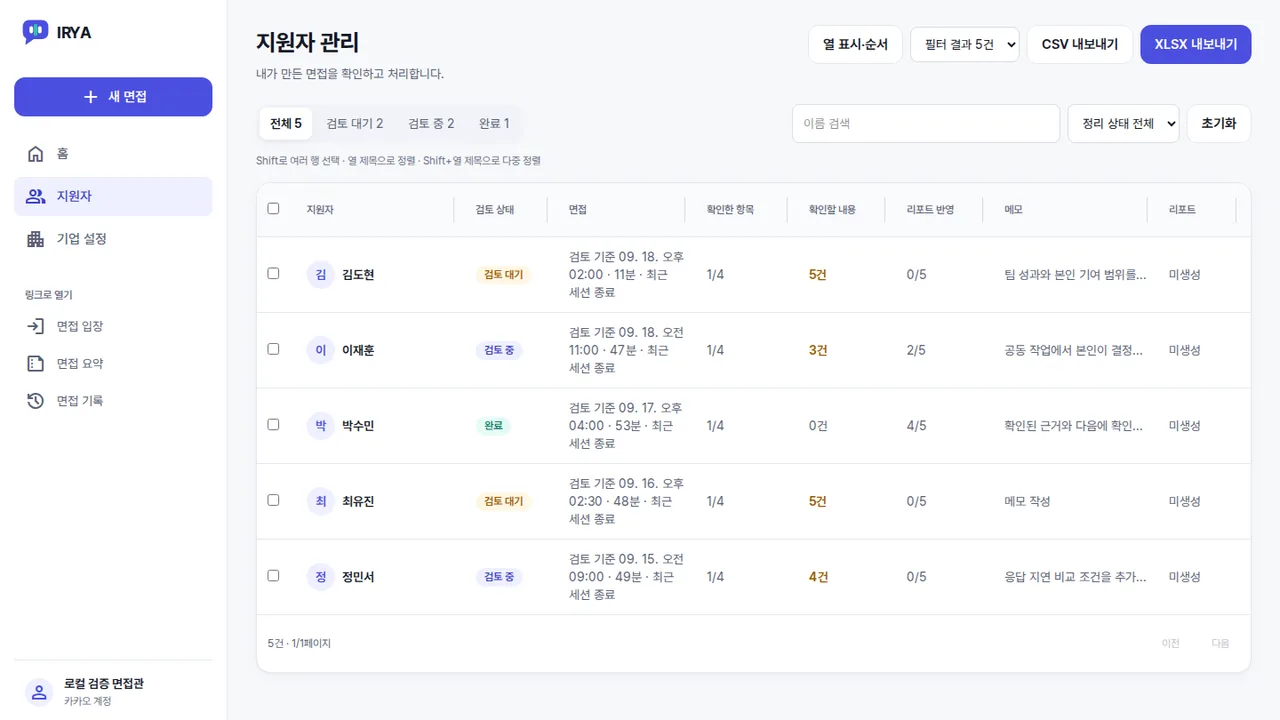 IRYA
새 면접
홈
지원자
기업 설정
링크로 열기
면접 입장
면접 요약
면접 기록
로컬 검증 면접관
카카오 계정
지원자 관리
내가 만든 면접을 확인하고 처리합니다.
열 표시·순서
필터 결과 5건
CSV 내보내기
XLSX 내보내기
전체 5 검토 대기 2 검토 중 2 완료 1
이름 검색
정리 상태 전체
초기화
Shift로 여러 행 선택 · 열 제목으로 정렬 · Shift+열 제목으로 다중 정렬
지원자 검토 상태 면접 확인한 항목 확인할 내용 리포트 반영 메모 리포트
김 김도현 검토 대기
검토 기준 09. 18. 오후
02:00 · 11분 · 최근
세션 종료
1/4 5건 0/5 팀 성과와 본인 기여 범위를... 미생성
이 이재훈 검토 중
검토 기준 09. 18. 오전
11:00 · 47분 · 최근
세션 종료
1/4 3건 2/5 공동 작업에서 본인이 결정... 미생성
박 박수민 완료
검토 기준 09. 17. 오후
04:00 · 53분 · 최근
세션 종료
1/4 0건 4/5 확인된 근거와 다음에 확인... 미생성
최 최유진 검토 대기
검토 기준 09. 16. 오후
02:30 · 48분 · 최근
세션 종료
1/4 5건 0/5 메모 작성 미생성
정 정민서 검토 중
검토 기준 09. 15. 오전
09:00 · 49분 · 최근
세션 종료
1/4 4건 0/5 응답 지연 비교 조건을 추가... 미생성
5건 · 1/1페이지
이전 다음